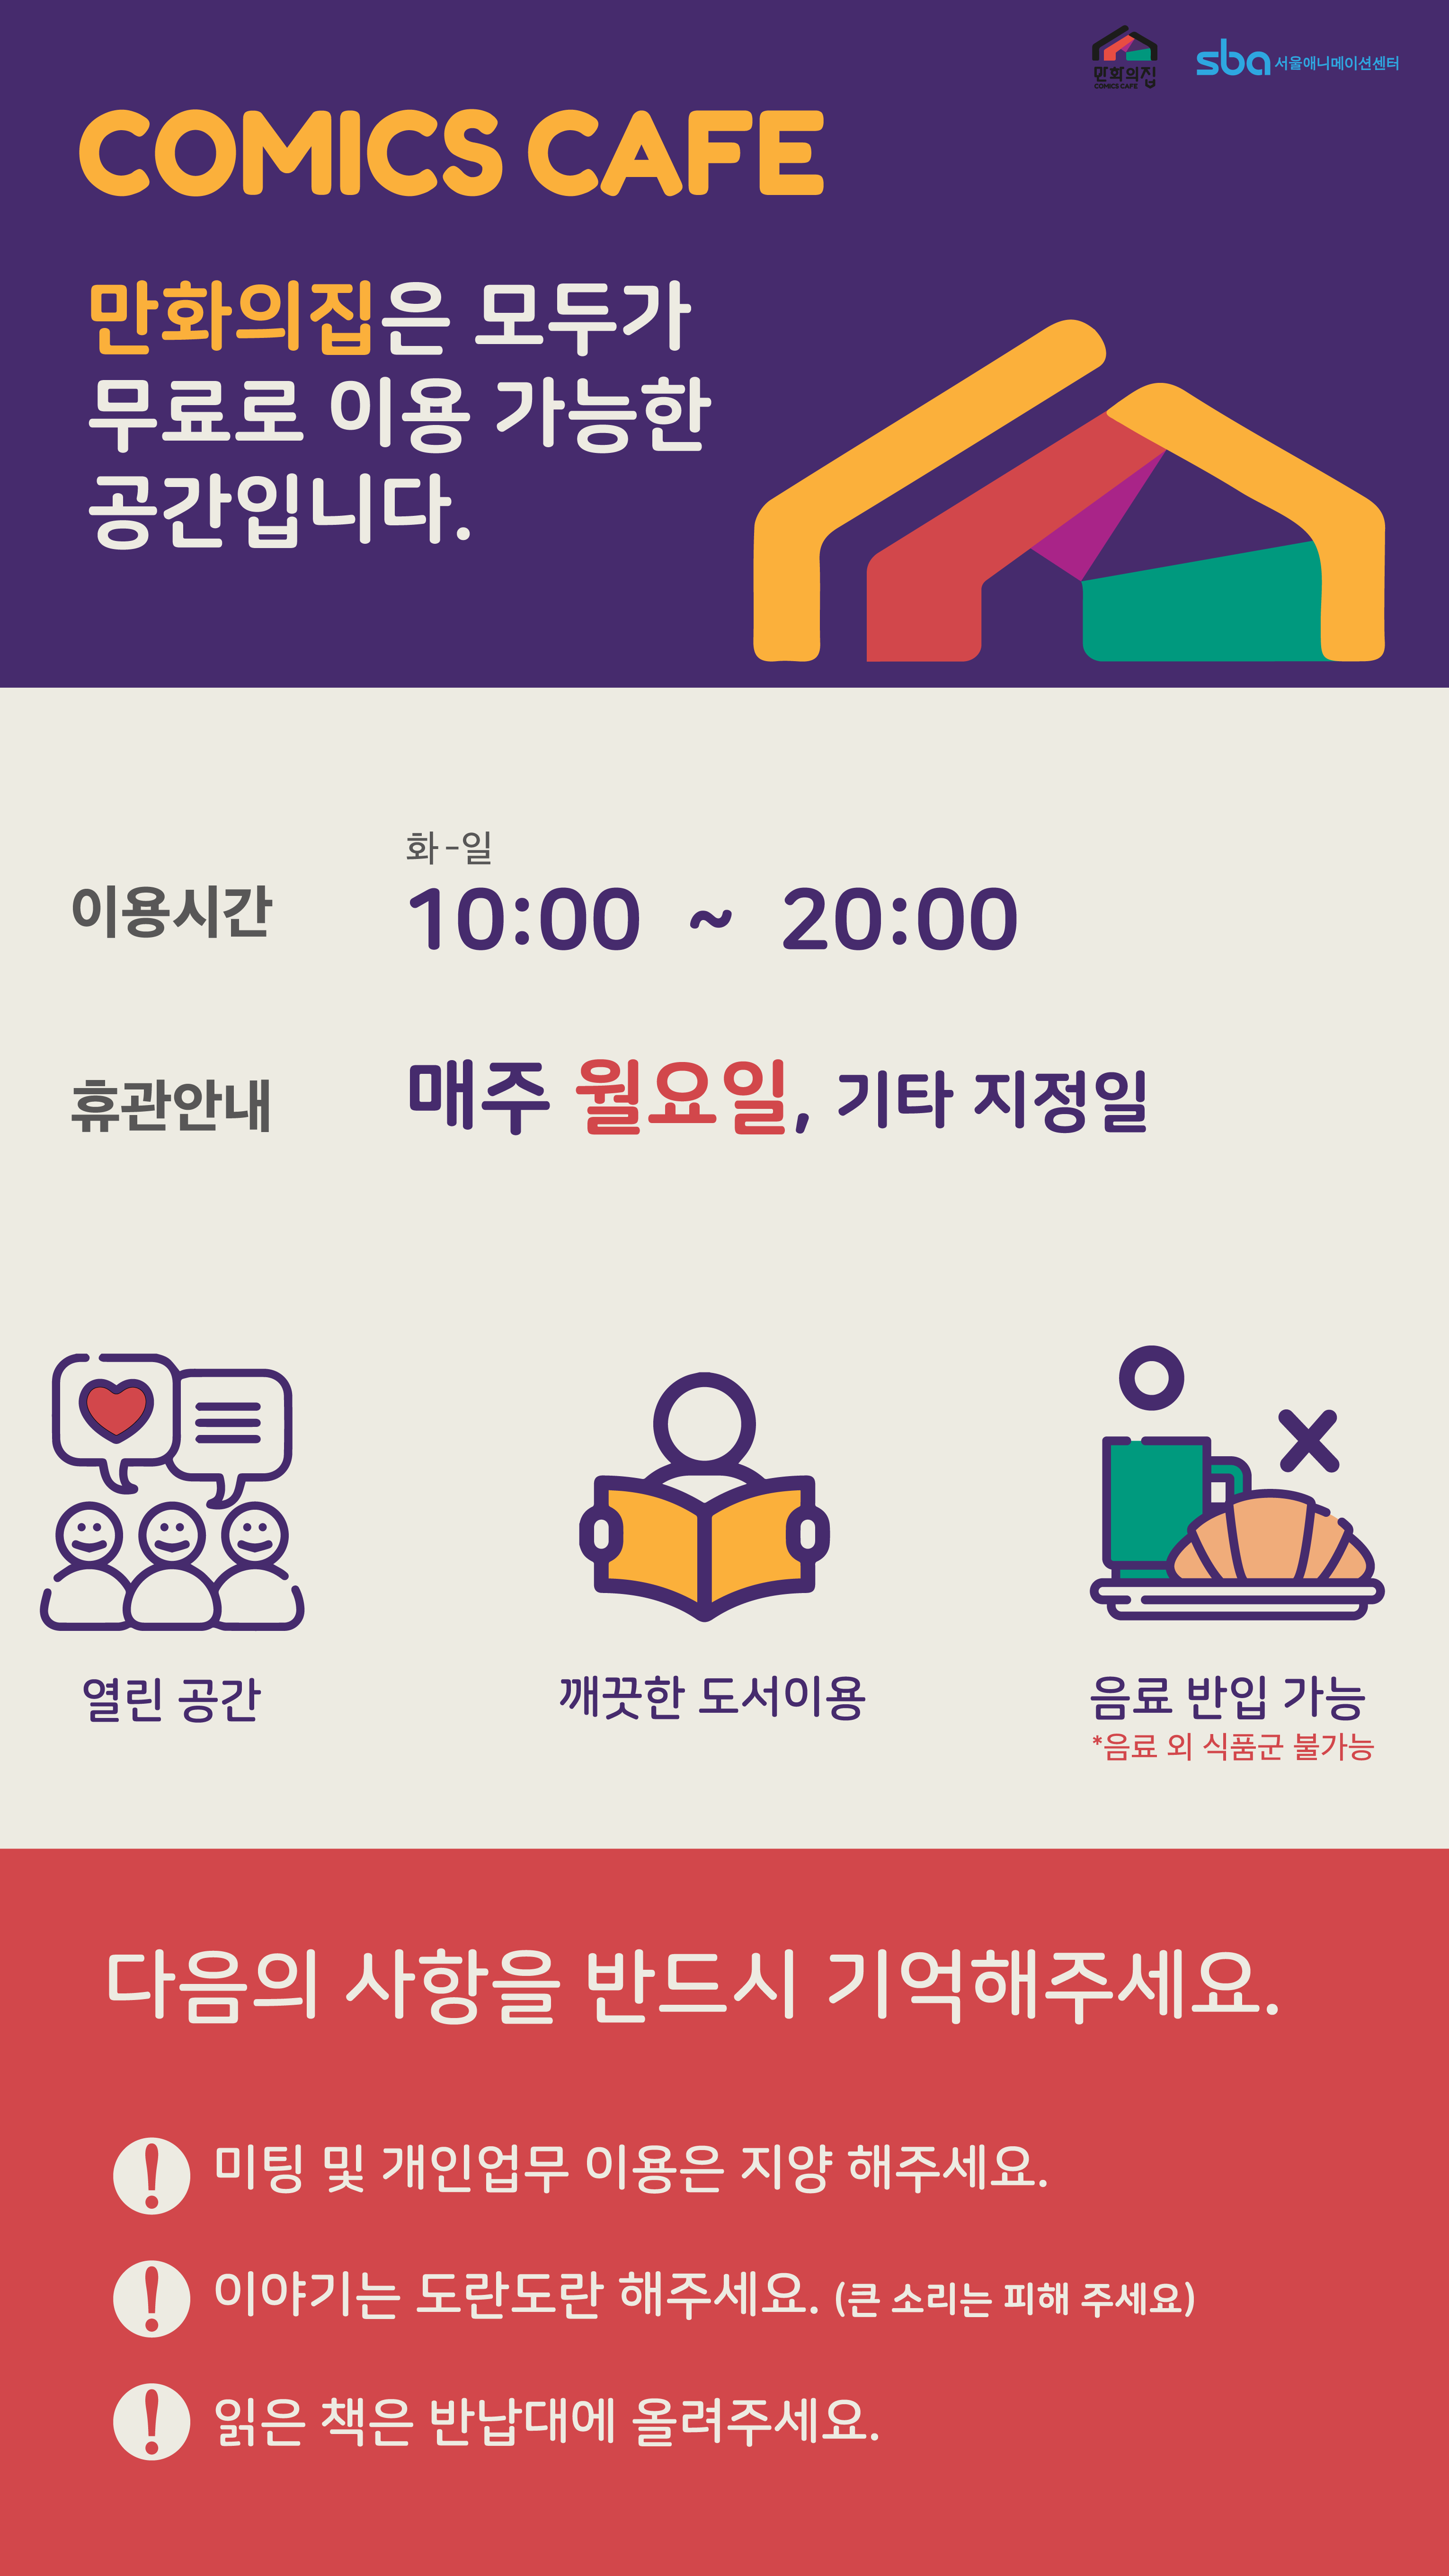 만화의집
COMICS CAFE
sba 서울애니메이션센터
COMICS CAFE
만화의집은 모두가
무료로 이용 가능한
공간입니다.
화-일
이용시간 10:00 ~ 20:00
휴관안내 매주 월요일, 기타 지정일
열린 공간
깨끗한 도서이용
음료 반입 가능
*음료 외 식품군 불가능
다음의 사항을 반드시 기억해주세요.
! 미팅 및 개인업무 이용은 지양 해주세요.
! 이야기는 도란도란 해주세요. (큰 소리는 피해 주세요)
! 읽은 책은 반납대에 올려주세요.